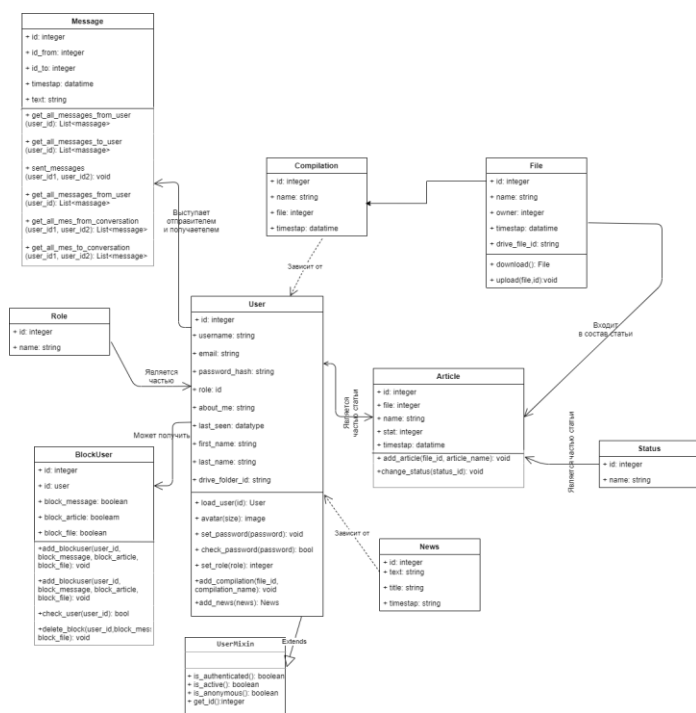 Message
+ id: integer
+ id_from: integer
+ id_to: integer
+ timestap: datatime
+ text: string
+ get_all_messages_from_user
(user_id): List<massage>
+ get_all_messages_to_user
(user_id): List<massage>
+ sent_messages
(user_id1, user_id2): void
+ get_all_messages_from_user
(user_id): List<massage>
+ get_all_mes_from_conversation
(user_id1, user_id2): List<message>
+ get_all_mes_to_conversation
(user_id1, user_id2): List<message>
Выступает
отправителем
и получаетелем
Compilation
+ id: integer
+ name: string
+ file: integer
+ timestap: datatime
File
+ id: integer
+ name: string
+ owner: integer
+ timestap: datatime
+ drive_file_id: string
+ download(): File
+ upload(file,id):void
Зависит от
Входит
в состав статьи
Role
+ id: integer
+ name: string
Является
частью
User
+ id: integer
+ username: string
+ email: string
+ password_hash: string
+ role: id
+ about_me: string
+ last_seen: datatype
+ first_name: string
+ last_name: string
+ drive_folder_id: string
+ load_user(id): User
+ avatar(size): image
+ set_password(password): void
+ check_password(password): bool
+ set_role(role): integer
+add_compilation(file_id,
compilation_name): void
+add_news(news): News
Является
частью статьи
Article
+ id: integer
+ file: integer
+ name: string
+ stat: integer
+ timestap: datatime
+ add_article(file_id, article_name): void
+change_status(status_id): void
Является частью статьи
Status
+ id: integer
+ name: string
Может получить
BlockUser
+ id: integer
+ id: user
+ block_message: boolean
+ block_article: booleam
+ block_file: boolean
+add_blockuser(user_id,
block_message, block_article,
block_file): void
+add_blockuser(user_id,
block_message, block_article,
block_file): void
+check_user(user_id): bool
+delete_block(user_id,block_mes
block_file): void
Зависит от
News
+ id: integer
+ text: string
+ title: string
+ timestap: string
Extends
UserMixin
+ is_authenticated(): boolean
+ is_active(): boolean
+ is_anonymous(): boolean
+ get_id():integer